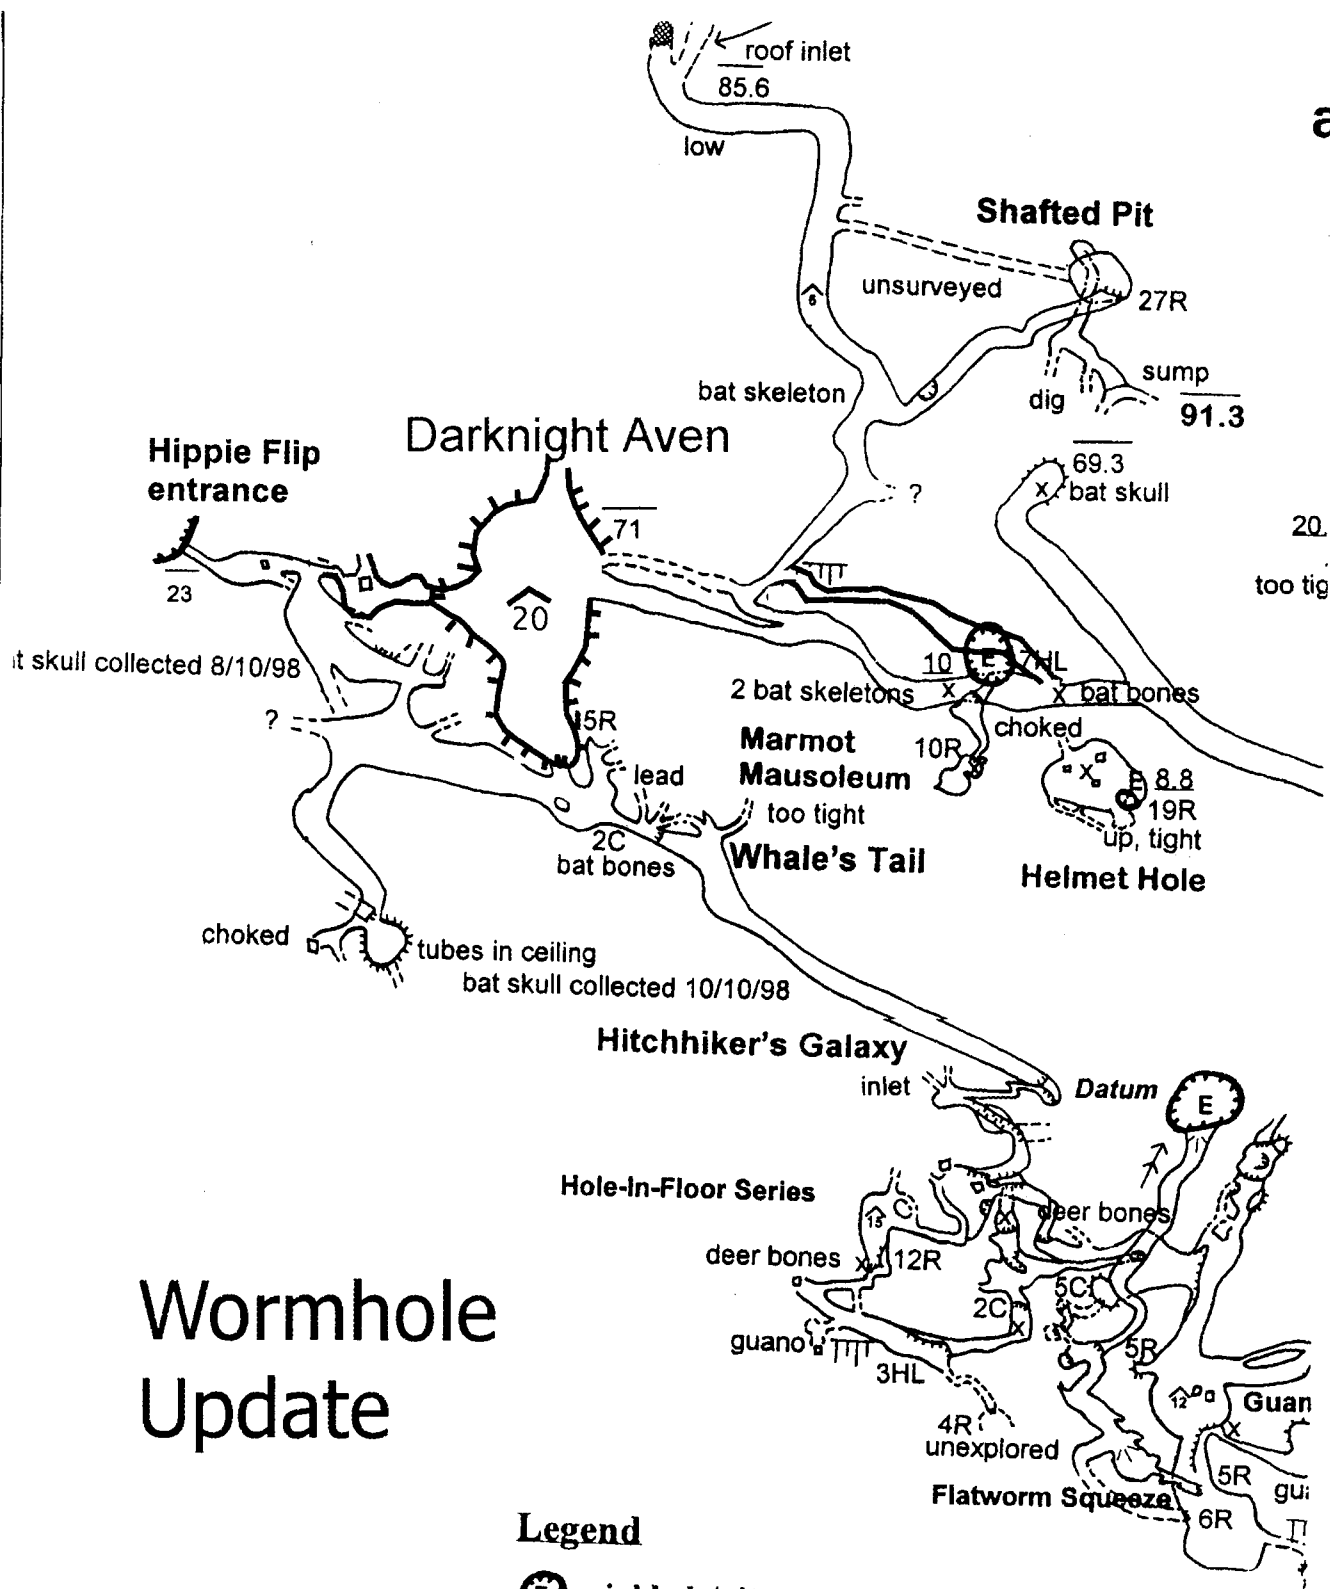 roof inlet
85.6
low
Shafted Pit
unsurveyed
6
27R
bat skeleton
sump
dig
91.3
Darknight Aven
Hippie Flip
entrance
69.3
bat skull
?
71
20.
23
too tig
20
t skull collected 8/10/98
10
E
7HL
2 bat skeletons
X
X
bat bones
?
5R
choked
Marmot
Mausoleum
10R
lead
8.8
19R
too tight
up, tight
2C
bat bones
Whale's Tail
Helmet Hole
choked
tubes in ceiling
bat skull collected 10/10/98
Hitchhiker's Galaxy
inlet
Datum
E
Hole-In-Floor Series
15
deer bones
deer bones
12R
5C
2C
guano
3HL
5R
12
Guan
4R
unexplored
5R
gu
Flatworm Squeeze
6R
Wormhole
Update
Legend